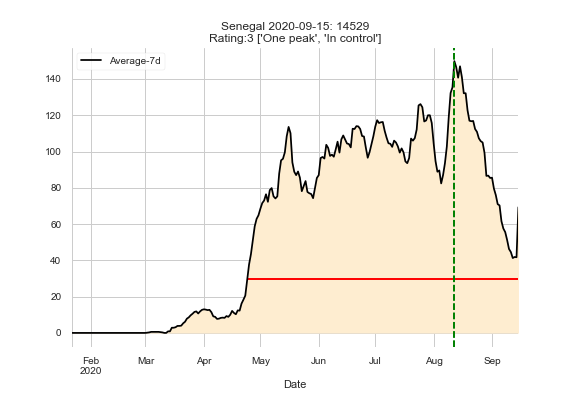 Senegal 2020-09-15: 14529
Rating:3 ['One peak', 'In control']
Average-7d
140
120
100
80
60
40
20
0
Feb Mar Apr May Jun Jul Aug Sep
2020
Date